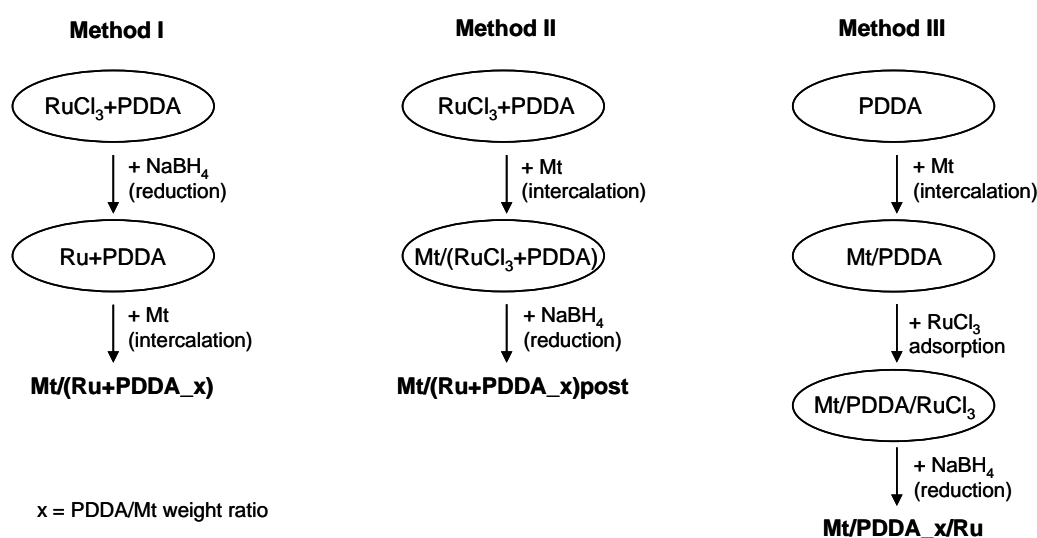 Method I
RuCl₃+PDDA
+ NaBH₄
(reduction)
Ru+PDDA
+ Mt
(intercalation)
Mt/(Ru+PDDA_x)
x = PDDA/Mt weight ratio
Method II
RuCl₃+PDDA
+ Mt
(intercalation)
Mt/(RuCl₃+PDDA)
+ NaBH₄
(reduction)
Mt/(Ru+PDDA_x)post
Method III
PDDA
+ Mt
(intercalation)
Mt/PDDA
+ RuCl₃
adsorption
Mt/PDDA/RuCl₃
+ NaBH₄
(reduction)
Mt/PDDA_x/Ru